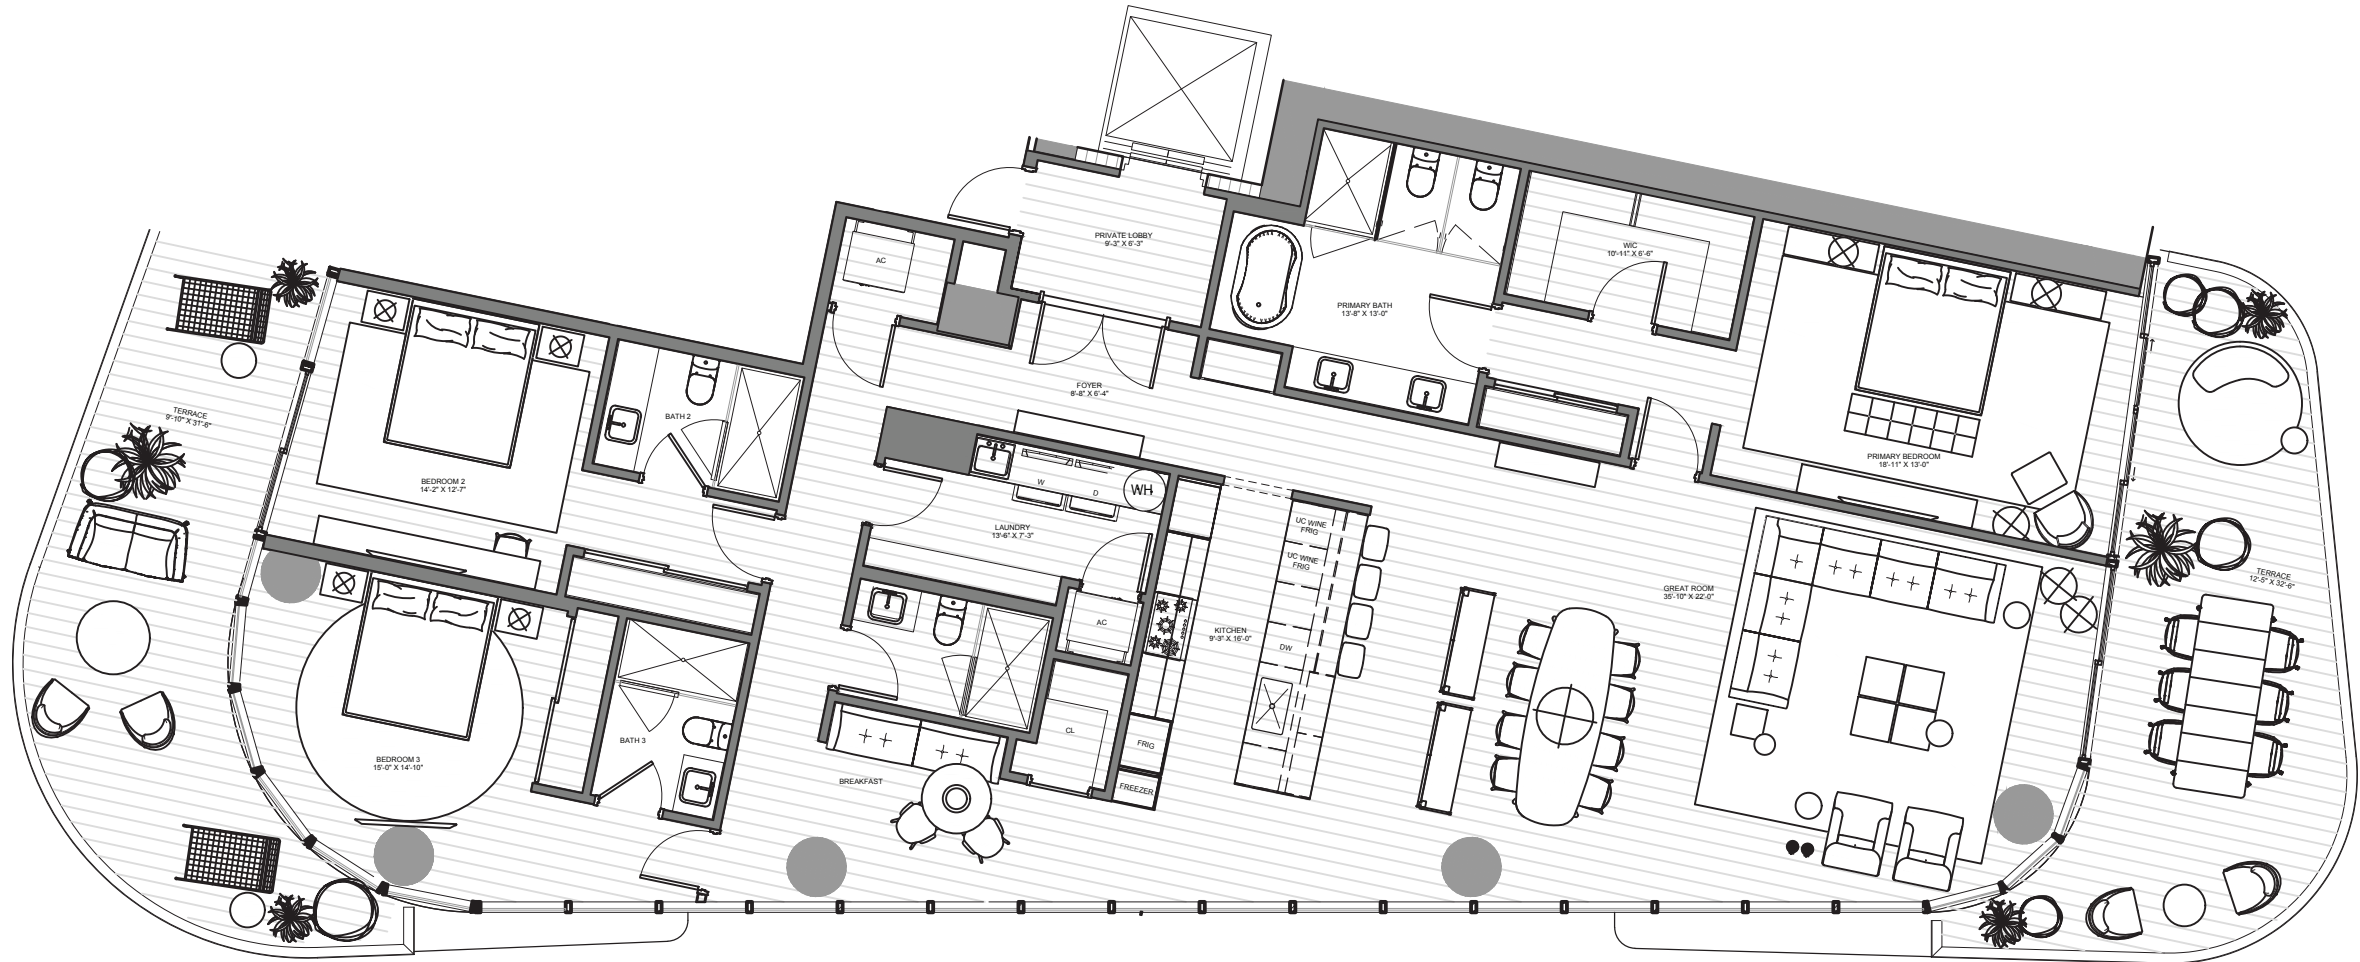 PRIVATE LOBBY
9'-3" X 6'-3"
AC
WIC
10'-11" X 6'-6"
PRIMARY BATH
13'-8" X 13'-0"
FOYER
8'-8" X 6'-4"
TERRACE
9'-10" X 31'-6"
BATH 2
BEDROOM 2
14'-2" X 12'-7"
PRIMARY BEDROOM
18'-11" X 13'-0"
W
D
WH
LAUNDRY
13'-6" X 7'-3"
UC WINE
FRIG
UC WINE
FRIG
TERRACE
12'-5" X 32'-6"
GREAT ROOM
35'-10" X 22'-0"
AC
KITCHEN
9'-3" X 16'-0"
DW
CL
BATH 3
FRIG
BEDROOM 3
15'-0" X 14'-10"
BREAKFAST
FREEZER